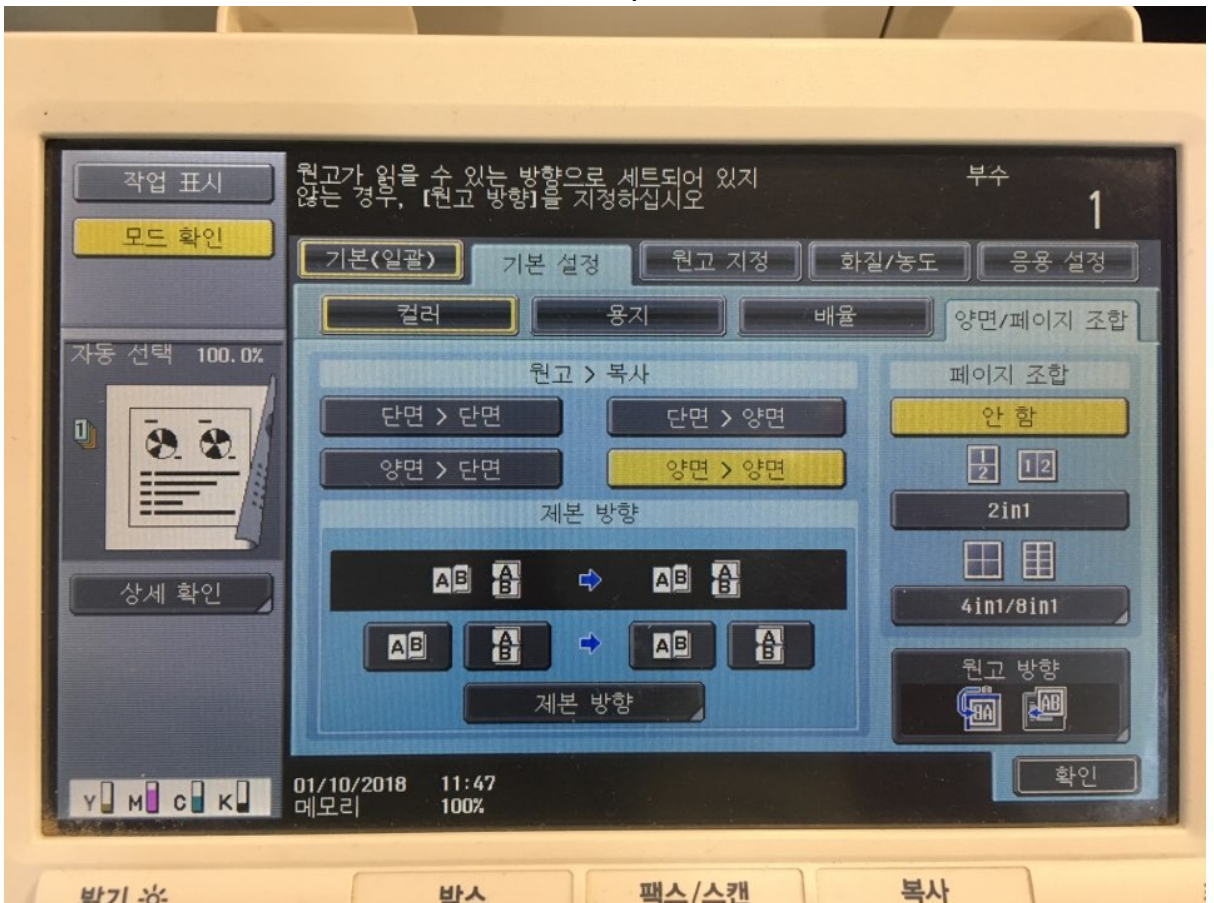 작업 표시
모드 확인
원고가 읽을 수 있는 방향으로 세트되어 있지
않는 경우, [원고 방향]을 지정하십시오
부수
1
기본(일괄)
기본 설정
원고 지정
화질/농도
응용 설정
컬러
용지
배율
양면/페이지 조합
자동 선택 100.0%
1
원고 > 복사
단면 > 단면
단면 > 양면
양면 > 단면
양면 > 양면
페이지 조합
안 함
1 2
1 2
2in1
4in1/8in1
제본 방향
A B
A B
A B
A B
A B
A B
A B
A B
제본 방향
상세 확인
원고 방향
AB
AB
확인
Y M C K
01/10/2018 11:47
메모리 100%
밝기
박스
팩스/스캔
복사